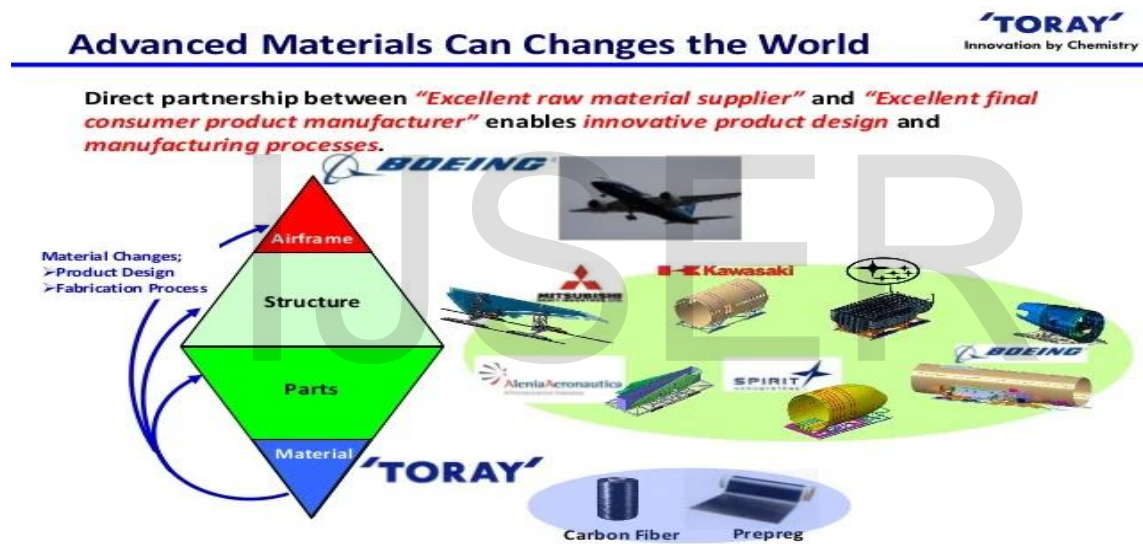 Advanced Materials Can Changes the World
'TORAY'
Innovation by Chemistry
Direct partnership between "Excellent raw material supplier" and "Excellent final
consumer product manufacturer" enables innovative product design and
manufacturing processes.
BOEING
IJSER
Airframe
Material Changes;
➢Product Design
➢Fabrication Process
Structure
Parts
Material
'TORAY'
MITSUBISHI
Kawasaki
AleniaAeronautica
SPIRIT
BOEING
Carbon Fiber
Prepreg